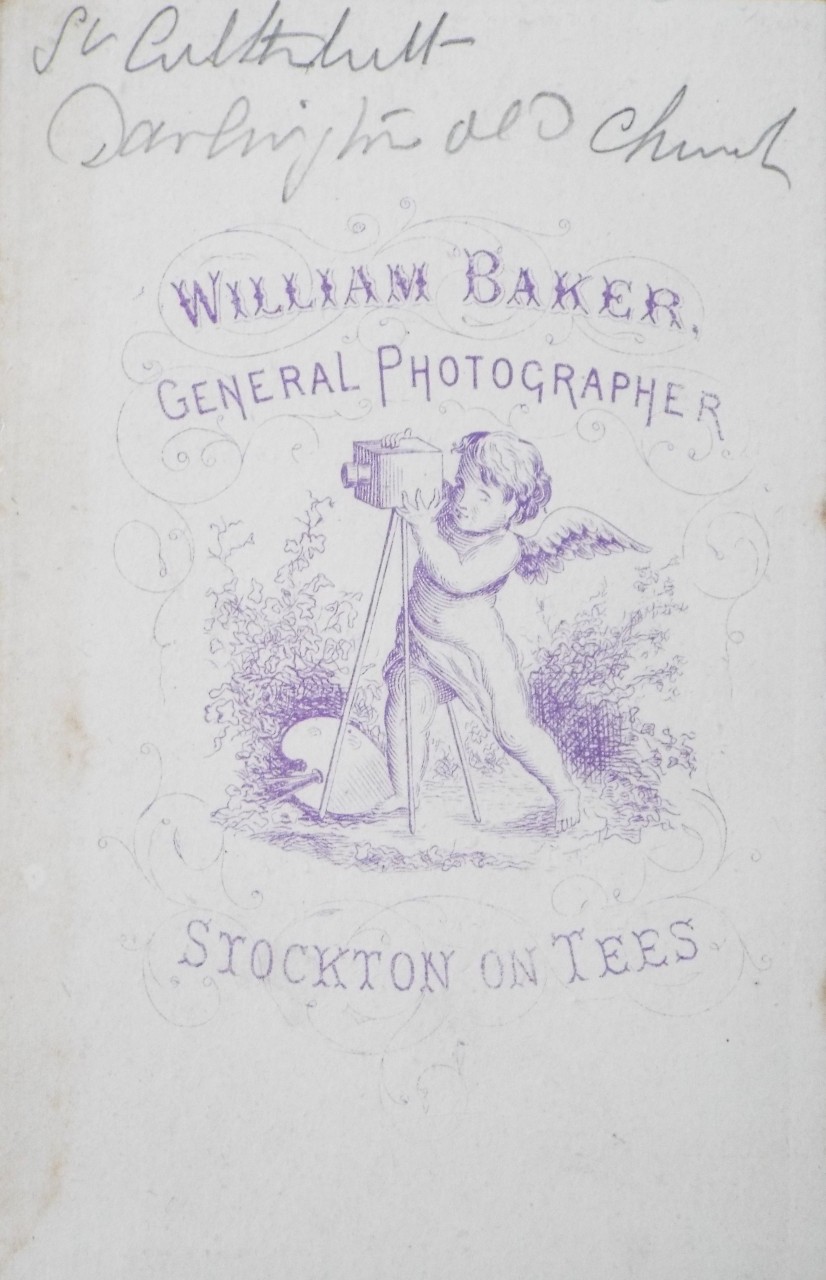 St Cuthbert
Darlington old Church
WILLIAM BAKER,
GENERAL PHOTOGRAPHER
STOCKTON ON TEES